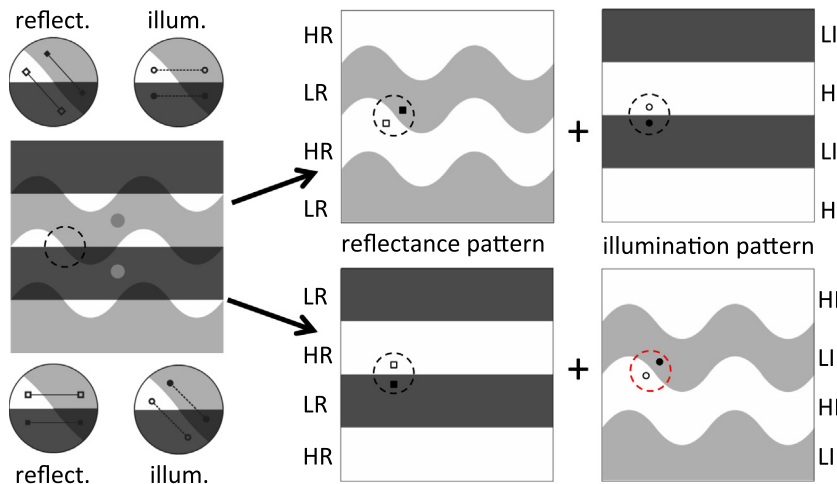 reflect. illum.
HR
LR
HR
LR
+
LI
H
LI
H
reflectance pattern
illumination pattern
LR
HR
LR
HR
+
HI
LI
HI
LI
reflect. illum.